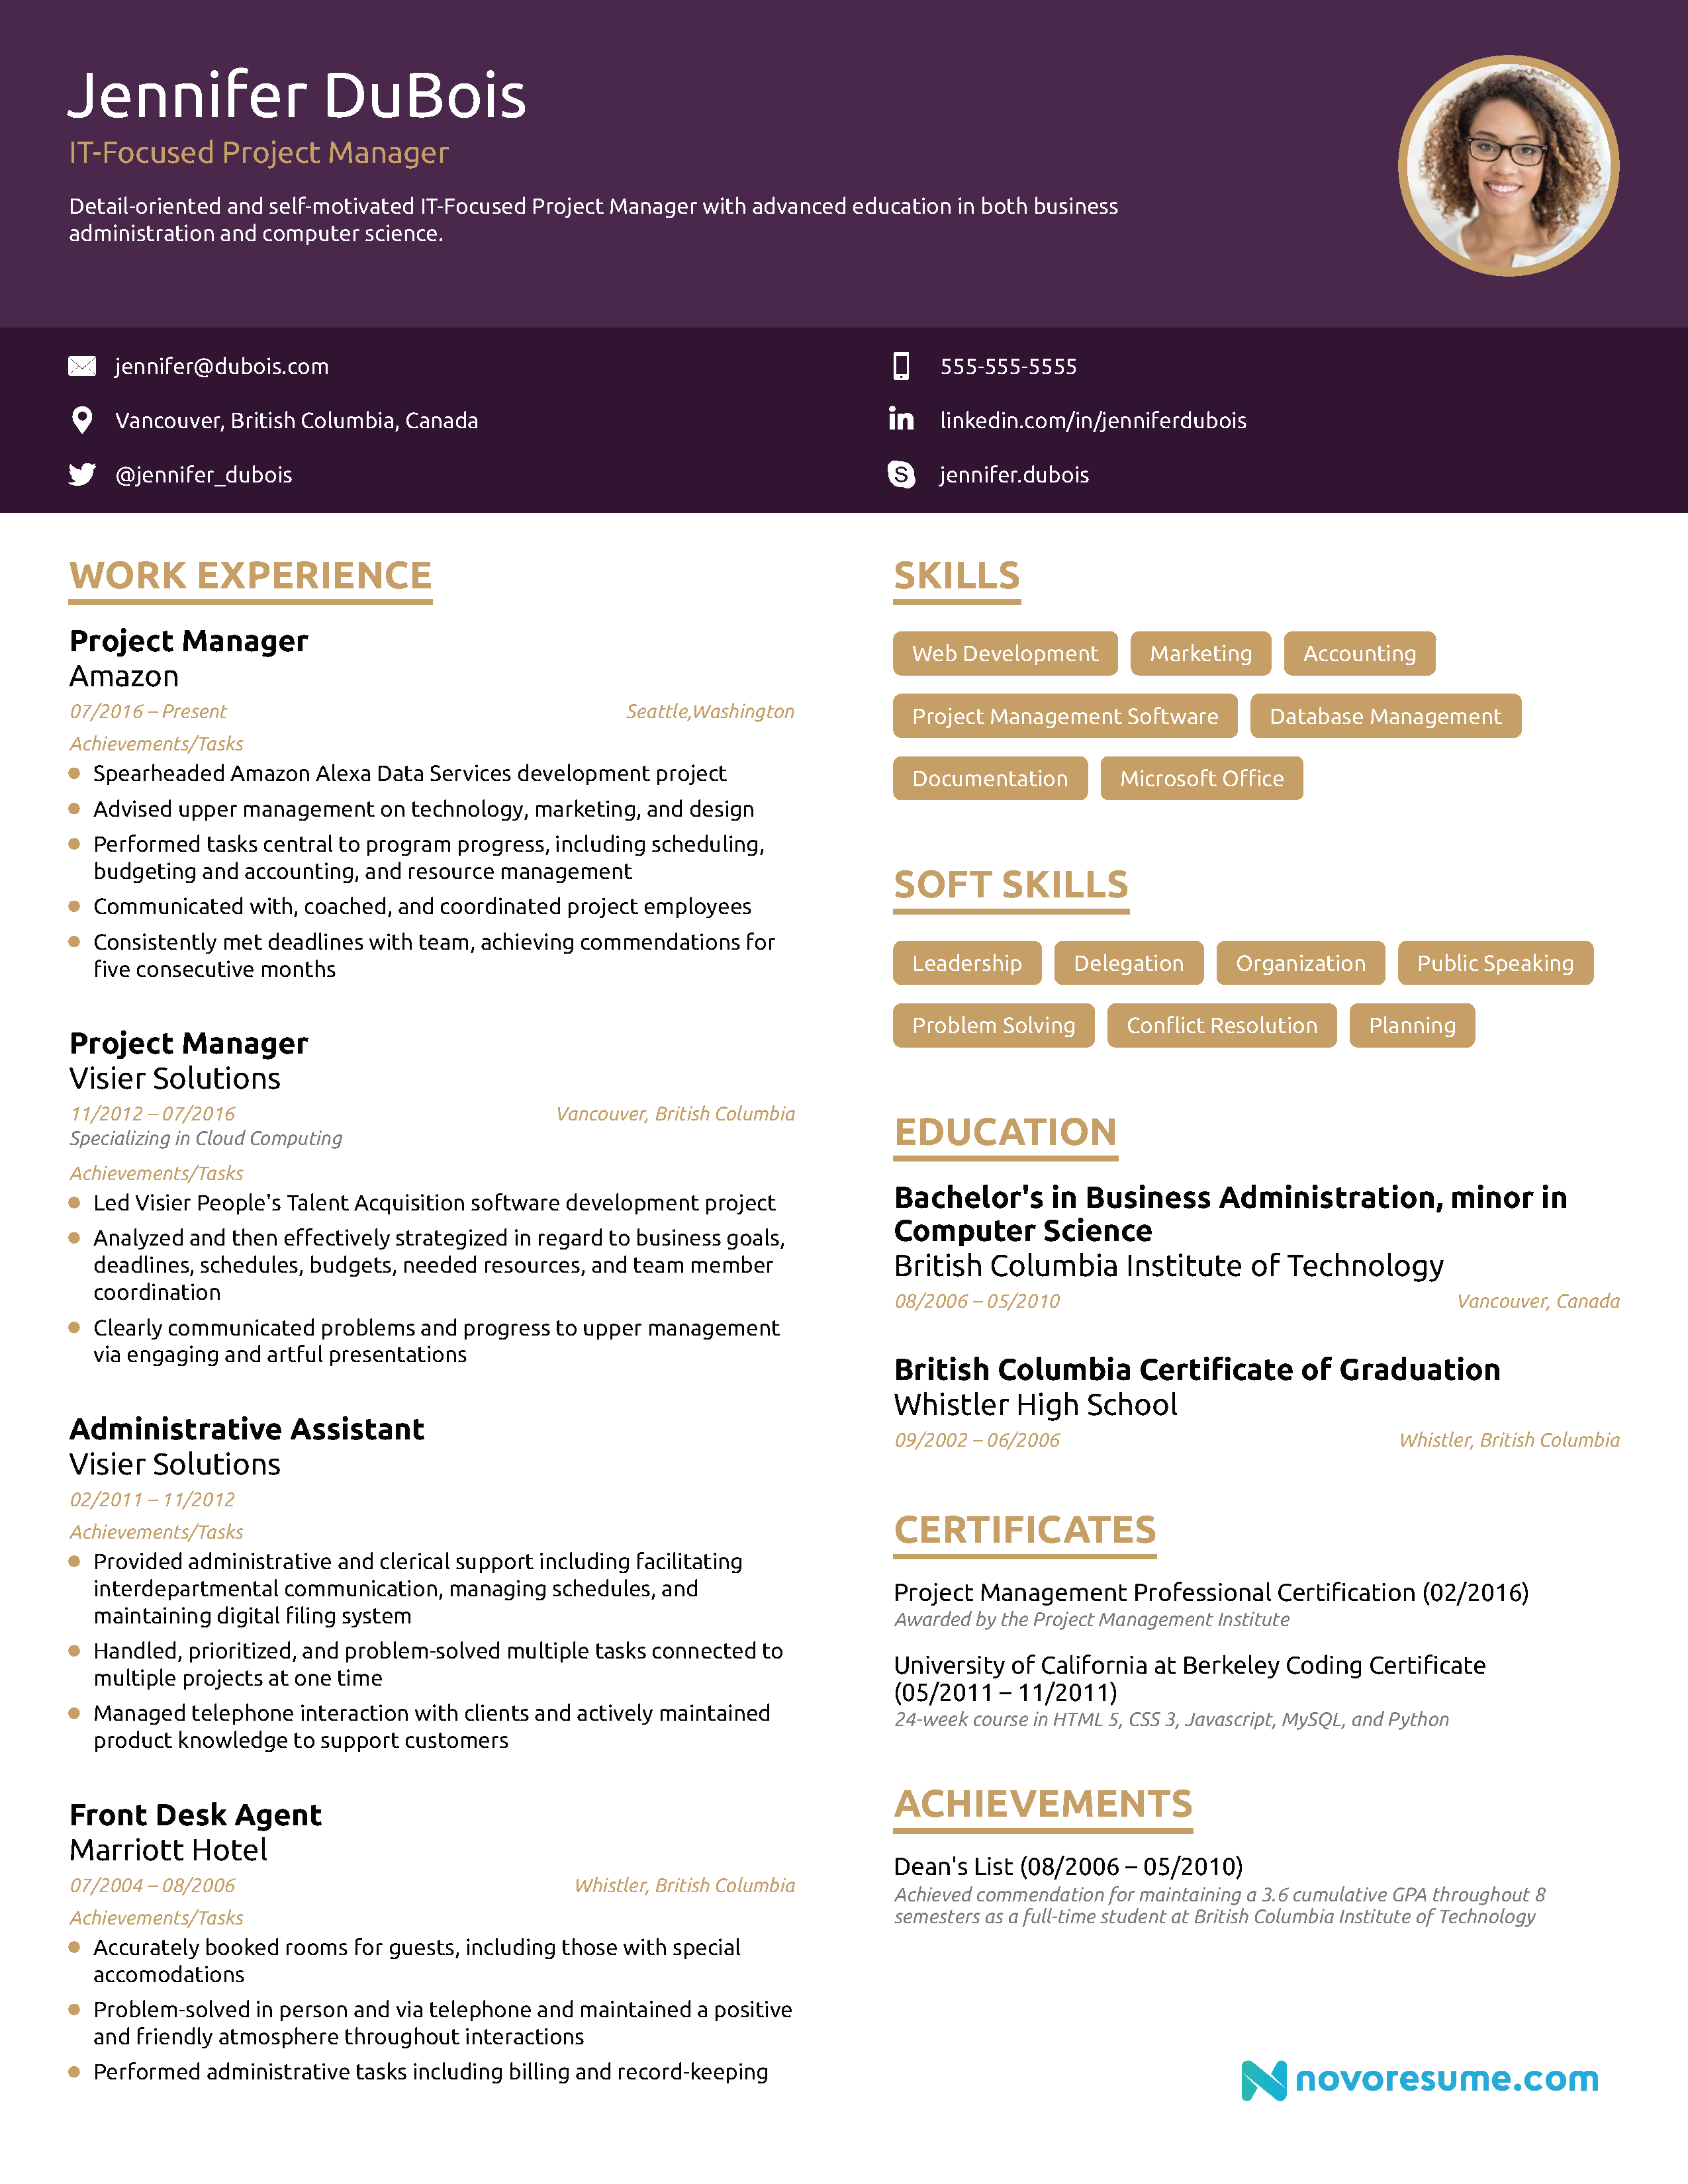 Jennifer DuBois
IT-Focused Project Manager
Detail-oriented and self-motivated IT-Focused Project Manager with advanced education in both business
administration and computer science.
jennifer@dubois.com
555-555-5555
Vancouver, British Columbia, Canada
linkedin.com/in/jenniferdubois
@jennifer_dubois
jennifer.dubois
WORK EXPERIENCE
Project Manager
Amazon
07/2016 – Present
Seattle,Washington
Achievements/Tasks
Spearheaded Amazon Alexa Data Services development project
Advised upper management on technology, marketing, and design
Performed tasks central to program progress, including scheduling,
budgeting and accounting, and resource management
Communicated with, coached, and coordinated project employees
Consistently met deadlines with team, achieving commendations for
five consecutive months
Project Manager
Visier Solutions
11/2012 – 07/2016
Vancouver, British Columbia
Specializing in Cloud Computing
Achievements/Tasks
Led Visier People's Talent Acquisition software development project
Analyzed and then effectively strategized in regard to business goals,
deadlines, schedules, budgets, needed resources, and team member
coordination
Clearly communicated problems and progress to upper management
via engaging and artful presentations
Administrative Assistant
Visier Solutions
02/2011 – 11/2012
Achievements/Tasks
Provided administrative and clerical support including facilitating
interdepartmental communication, managing schedules, and
maintaining digital filing system
Handled, prioritized, and problem-solved multiple tasks connected to
multiple projects at one time
Managed telephone interaction with clients and actively maintained
product knowledge to support customers
Front Desk Agent
Marriott Hotel
07/2004 – 08/2006
Whistler, British Columbia
Achievements/Tasks
Accurately booked rooms for guests, including those with special
accomodations
Problem-solved in person and via telephone and maintained a positive
and friendly atmosphere throughout interactions
Performed administrative tasks including billing and record-keeping
SKILLS
Web Development
Marketing
Accounting
Project Management Software
Database Management
Documentation
Microsoft Office
SOFT SKILLS
Leadership
Delegation
Organization
Public Speaking
Problem Solving
Conflict Resolution
Planning
EDUCATION
Bachelor's in Business Administration, minor in
Computer Science
British Columbia Institute of Technology
08/2006 – 05/2010
Vancouver, Canada
British Columbia Certificate of Graduation
Whistler High School
09/2002 – 06/2006
Whistler, British Columbia
CERTIFICATES
Project Management Professional Certification (02/2016)
Awarded by the Project Management Institute
University of California at Berkeley Coding Certificate
(05/2011 – 11/2011)
24-week course in HTML 5, CSS 3, Javascript, MySQL, and Python
ACHIEVEMENTS
Dean's List (08/2006 – 05/2010)
Achieved commendation for maintaining a 3.6 cumulative GPA throughout 8
semesters as a full-time student at British Columbia Institute of Technology
novoresume.com